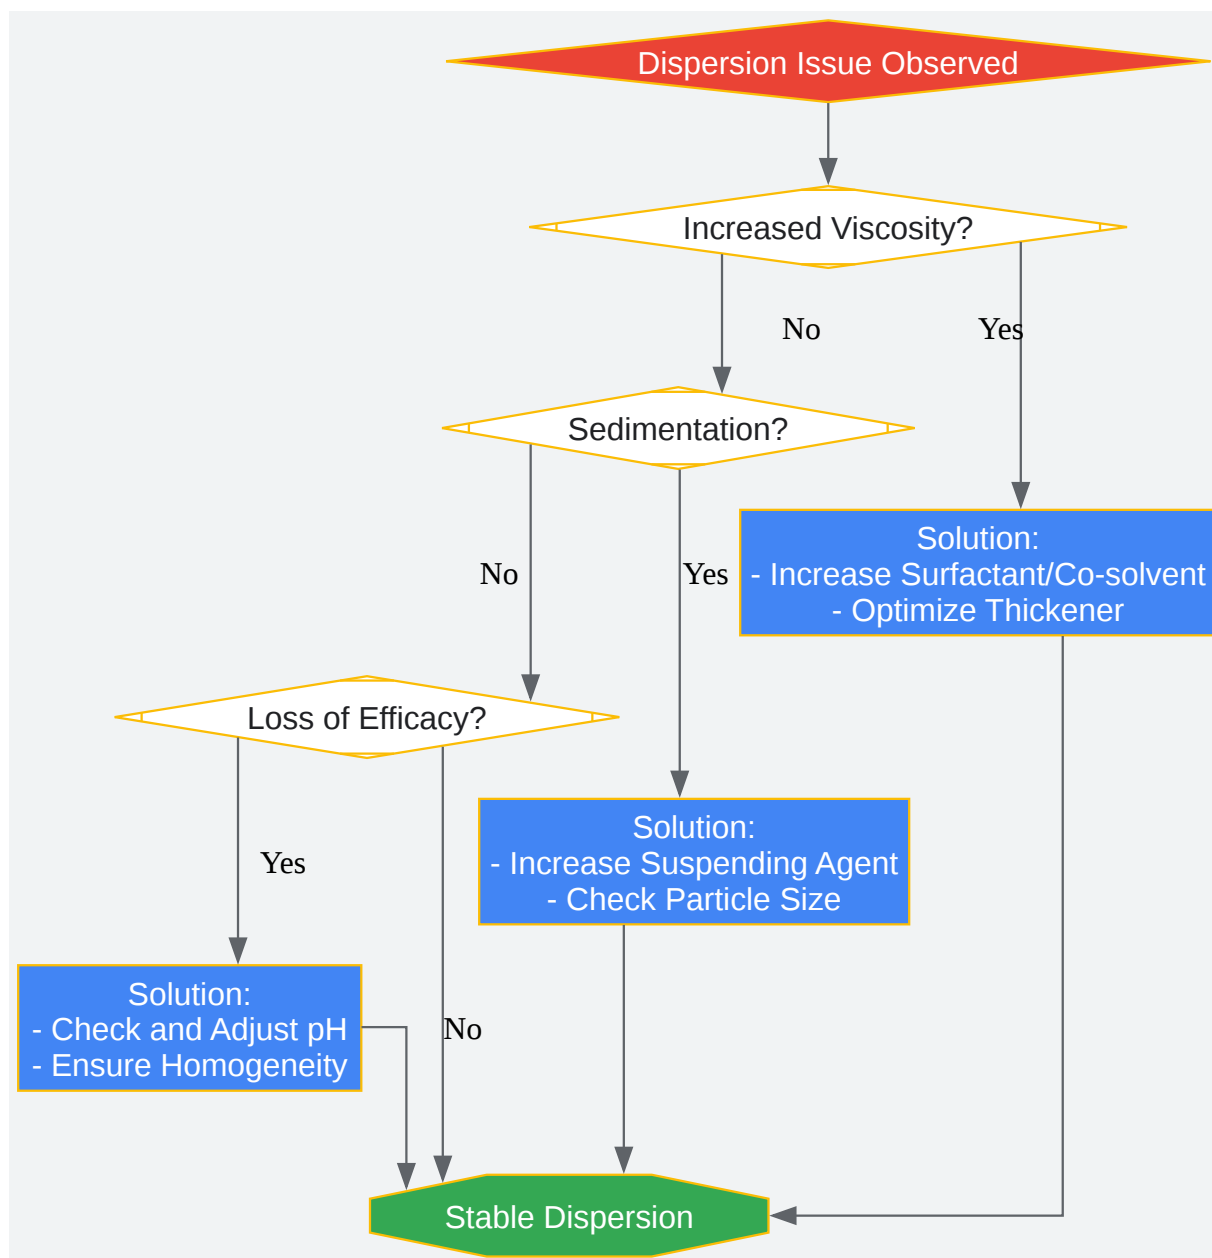 Dispersion Issue Observed
Increased Viscosity?
No
Yes
Sedimentation?
Solution:
- Increase Surfactant/Co-solvent
- Optimize Thickener
No
Yes
Loss of Efficacy?
Solution:
- Increase Suspending Agent
- Check Particle Size
Yes
Solution:
- Check and Adjust pH
- Ensure Homogeneity
No
Stable Dispersion